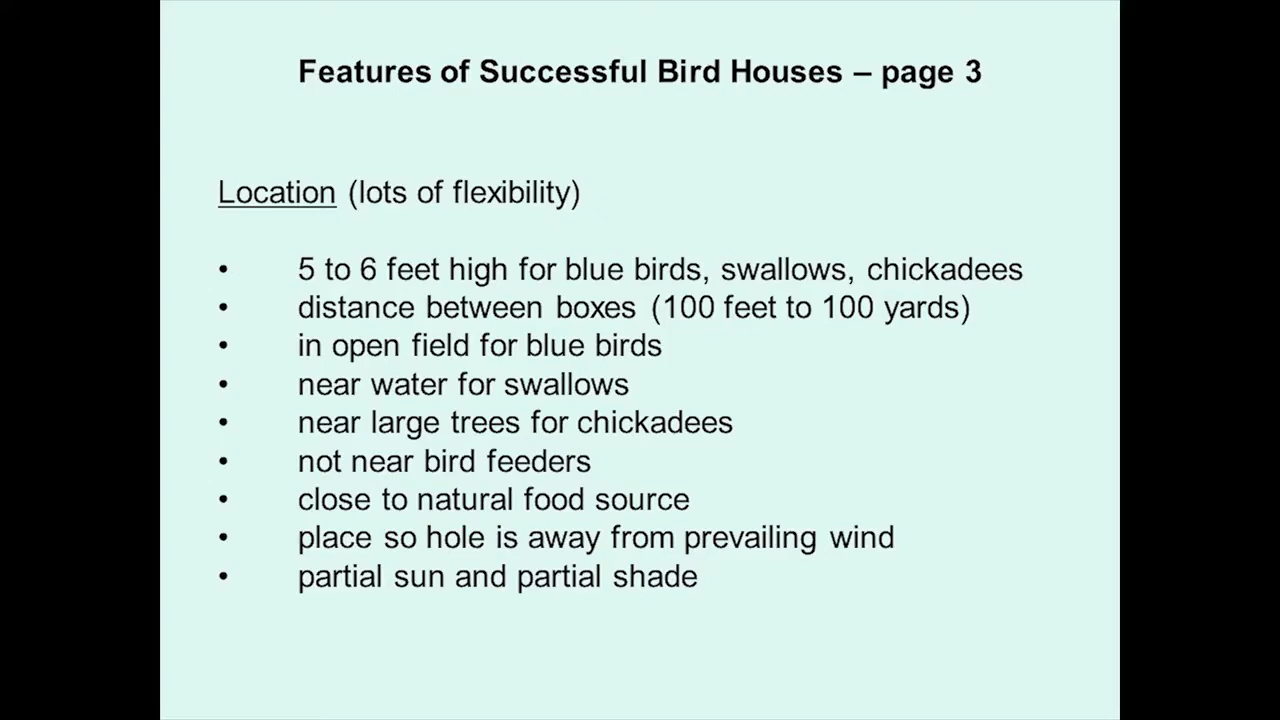 Features of Successful Bird Houses – page 3
Location (lots of flexibility)
• 5 to 6 feet high for blue birds, swallows, chickadees
• distance between boxes (100 feet to 100 yards)
• in open field for blue birds
• near water for swallows
• near large trees for chickadees
• not near bird feeders
• close to natural food source
• place so hole is away from prevailing wind
• partial sun and partial shade